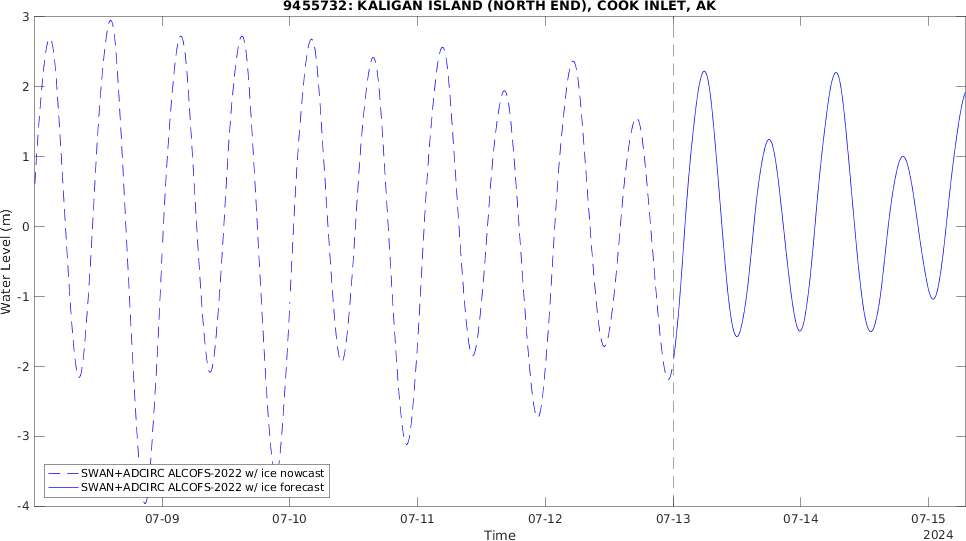 9455732: KALIGAN ISLAND (NORTH END), COOK INLET, AK
3
2
1
0
-1
-2
-3
-4
Water Level (m)
SWAN+ADCIRC ALCOFS-2022 w/ ice nowcast
SWAN+ADCIRC ALCOFS-2022 w/ ice forecast
07-09 07-10 07-11 07-12 07-13 07-14 07-15
Time
2024